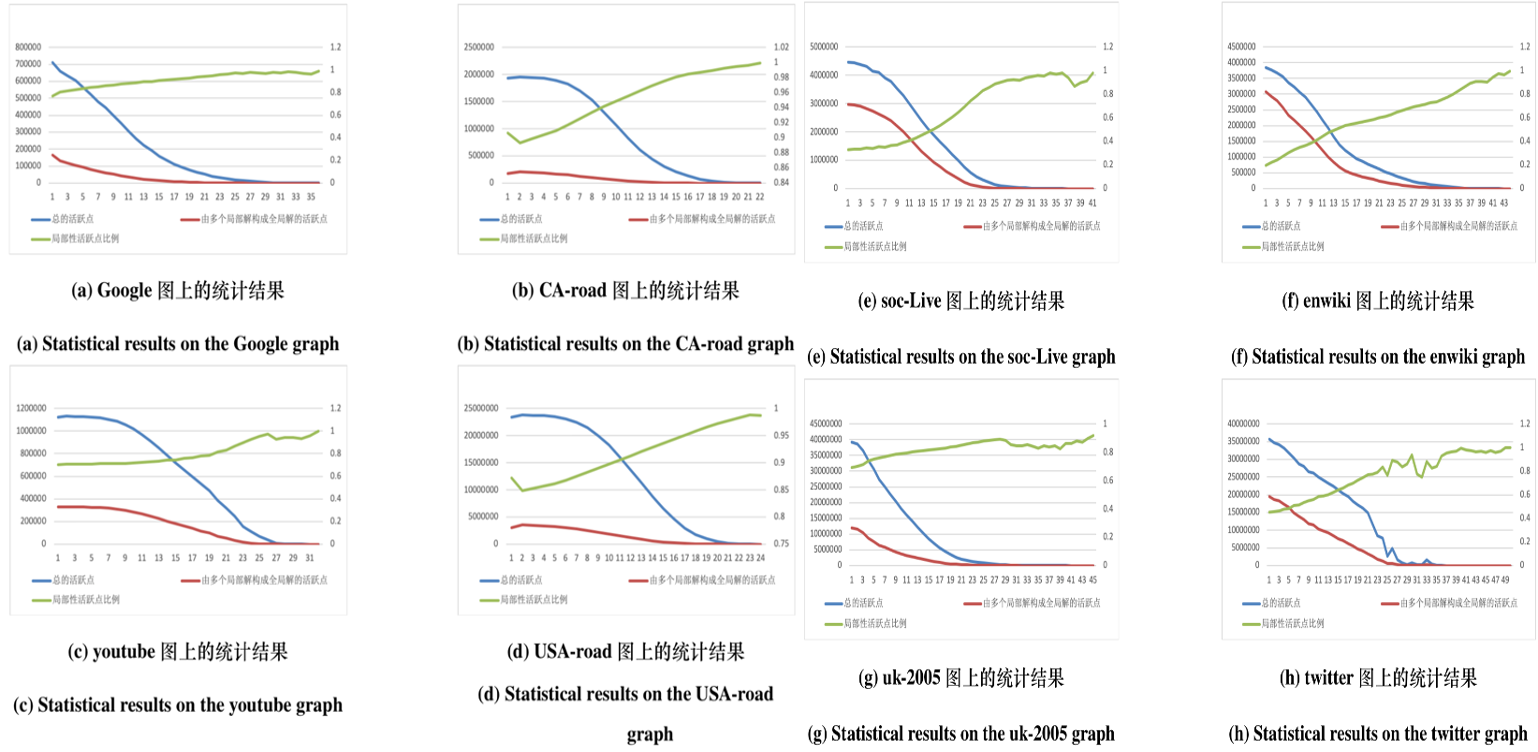 800000
700000
600000
500000
400000
300000
200000
100000
0
1.2
1
0.8
0.6
0.4
0.2
0
1 3 5 7 9 11 13 15 17 19 21 23 25 27 29 31 33 35
总的活跃点 由多个局部解构成全局解的活跃点
局部性活跃点比例
(a) Google 图上的统计结果
(a) Statistical results on the Google graph
2500000
2000000
1500000
1000000
500000
0
1.02
1
0.98
0.96
0.94
0.92
0.9
0.88
0.86
0.84
1 2 3 4 5 6 7 8 9 10 11 12 13 14 15 16 17 18 19 20 21 22
总的活跃点 由多个局部解构成全局解的活跃点
局部性活跃点比例
(b) CA-road 图上的统计结果
(b) Statistical results on the CA-road graph
5000000
4000000
3000000
2000000
1000000
0
1.2
1
0.8
0.6
0.4
0.2
0
1 3 5 7 9 11 13 15 17 19 21 23 25 27 29 31 33 35 37 39 41
总的活跃点 由多个局部解构成全局解的活跃点
局部性活跃点比例
(e) soc-Live 图上的统计结果
(e) Statistical results on the soc-Live graph
4500000
4000000
3500000
3000000
2500000
2000000
1500000
1000000
500000
0
1.2
1
0.8
0.6
0.4
0.2
0
1 3 5 7 9 11 13 15 17 19 21 23 25 27 29 31 33 35 37 39 41 43
总的活跃点 由多个局部解构成全局解的活跃点
局部性活跃点比例
(f) enwiki 图上的统计结果
(f) Statistical results on the enwiki graph
1200000
1000000
800000
600000
400000
200000
0
1.2
1
0.8
0.6
0.4
0.2
0
1 3 5 7 9 11 13 15 17 19 21 23 25 27 29 31
总的活跃点 由多个局部解构成全局解的活跃点
局部性活跃点比例
(c) youtube 图上的统计结果
(c) Statistical results on the youtube graph
25000000
20000000
15000000
10000000
5000000
0
1
0.95
0.9
0.85
0.8
0.75
1 2 3 4 5 6 7 8 9 10 11 12 13 14 15 16 17 18 19 20 21 22 23 24
总的活跃点 由多个局部解构成全局解的活跃点
局部性活跃点比例
(d) USA-road 图上的统计结果
(d) Statistical results on the USA-road
graph
45000000
40000000
35000000
30000000
25000000
20000000
15000000
10000000
5000000
0
1
0.8
0.6
0.4
0.2
0
1 3 5 7 9 11 13 15 17 19 21 23 25 27 29 31 33 35 37 39 41 43 45
总的活跃点 由多个局部解构成全局解的活跃点
局部性活跃点比例
(g) uk-2005 图上的统计结果
(g) Statistical results on the uk-2005 graph
40000000
35000000
30000000
25000000
20000000
15000000
10000000
5000000
0
1.2
1
0.8
0.6
0.4
0.2
0
1 3 5 7 9 11 13 15 17 19 21 23 25 27 29 31 33 35 37 39 41 43 45 47 49
总的活跃点 由多个局部解构成全局解的活跃点
局部性活跃点比例
(h) twitter 图上的统计结果
(h) Statistical results on the twitter graph